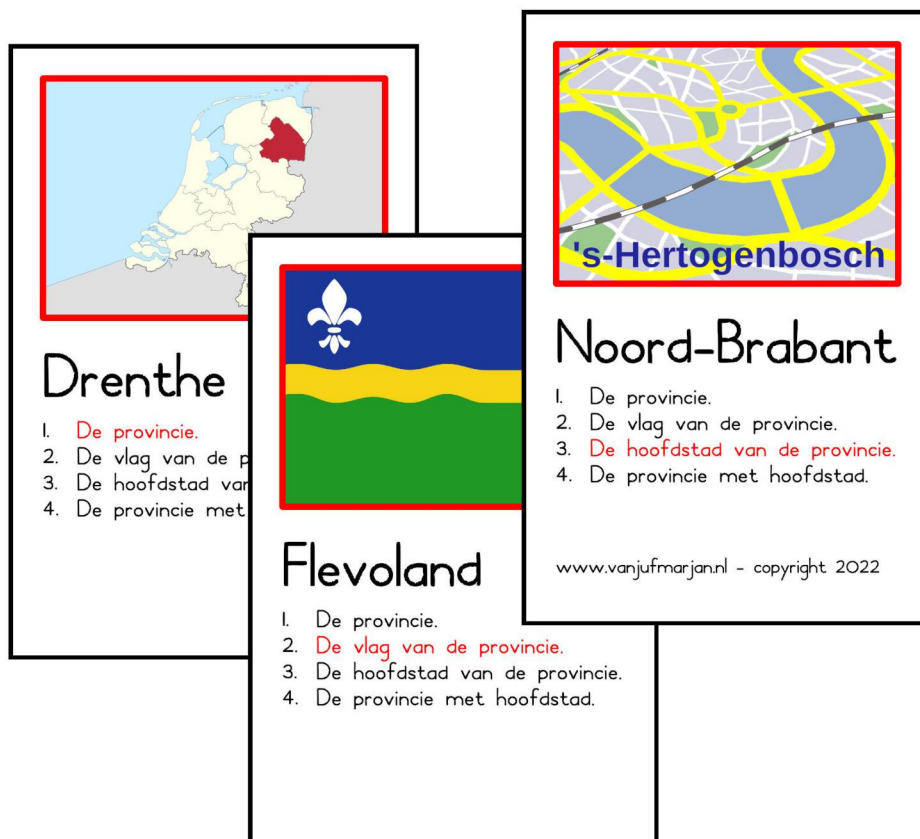 Drenthe
1. De provincie.
2. De vlag van de p
3. De hoofdstad van
4. De provincie met
Flevoland
1. De provincie.
2. De vlag van de provincie.
3. De hoofdstad van de provincie.
4. De provincie met hoofdstad.
's-Hertogenbosch
Noord-Brabant
1. De provincie.
2. De vlag van de provincie.
3. De hoofdstad van de provincie.
4. De provincie met hoofdstad.
www.vanjufmarjan.nl - copyright 2022